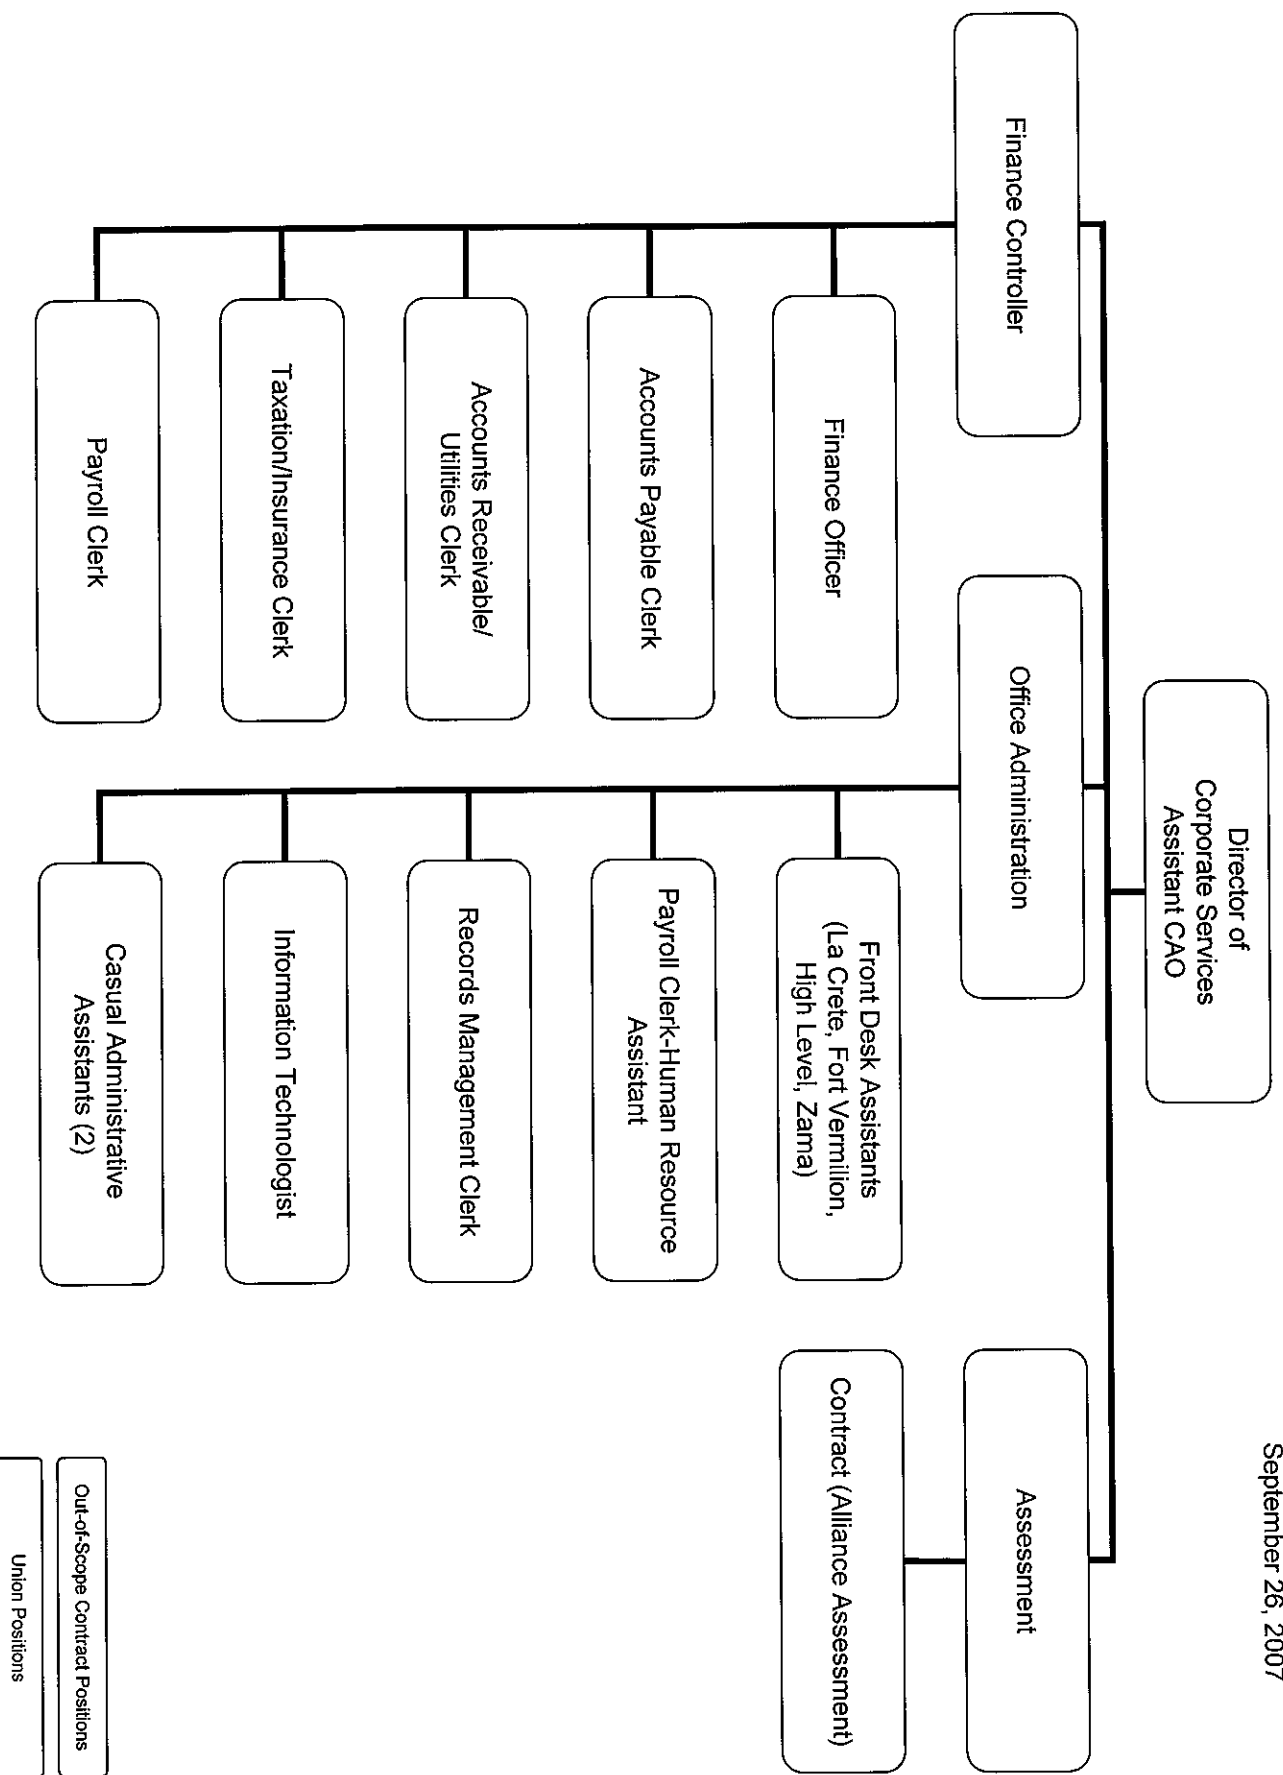 September 26, 2007
Director of
Corporate Services
Assistant CAO
Finance Controller
Office Administration
Assessment
Finance Officer
Front Desk Assistants
(La Crete, Fort Vermilion,
High Level, Zama)
Contract (Alliance Assessment)
Accounts Payable Clerk
Payroll Clerk-Human Resource
Assistant
Accounts Receivable/
Utilities Clerk
Records Management Clerk
Taxation/Insurance Clerk
Information Technologist
Payroll Clerk
Casual Administrative
Assistants (2)
Out-of-Scope Contract Positions
Union Positions